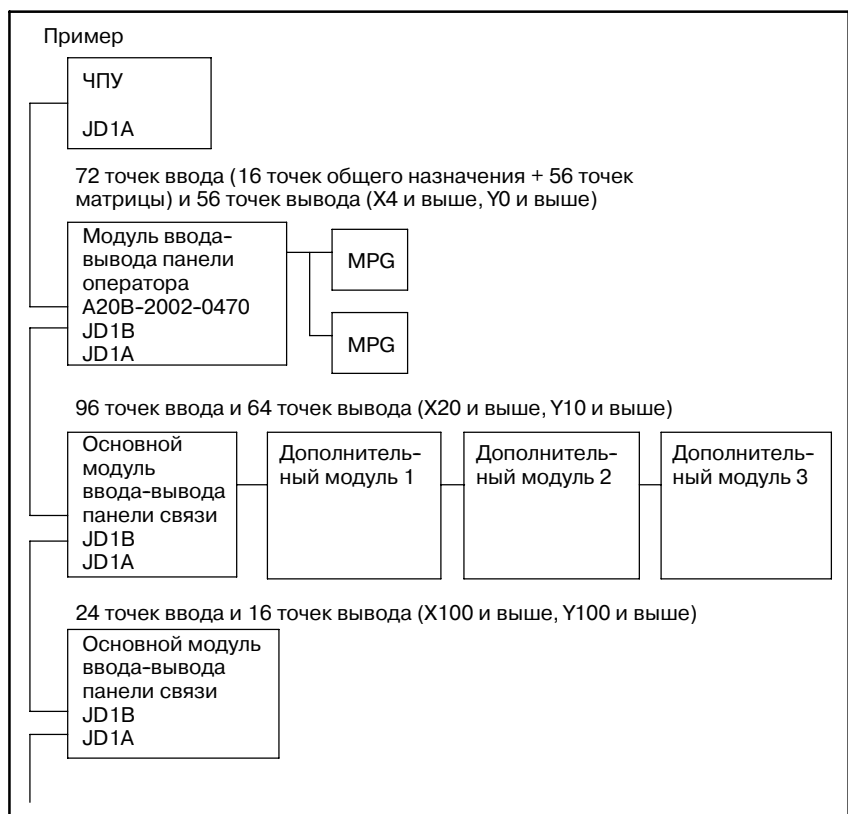 Пример
ЧПУ
JD1A
72 точек ввода (16 точек общего назначения + 56 точек
матрицы) и 56 точек вывода (X4 и выше, Y0 и выше)
Модуль ввода-
вывода панели
оператора
A20B-2002-0470
JD1B
JD1A
MPG
MPG
96 точек ввода и 64 точек вывода (X20 и выше, Y10 и выше)
Основной
модуль
ввода-вывода
панели связи
JD1B
JD1A
Дополнитель-
ный модуль 1
Дополнитель-
ный модуль 2
Дополнитель-
ный модуль 3
24 точек ввода и 16 точек вывода (X100 и выше, Y100 и выше)
Основной модуль
ввода-вывода
панели связи
JD1B
JD1A